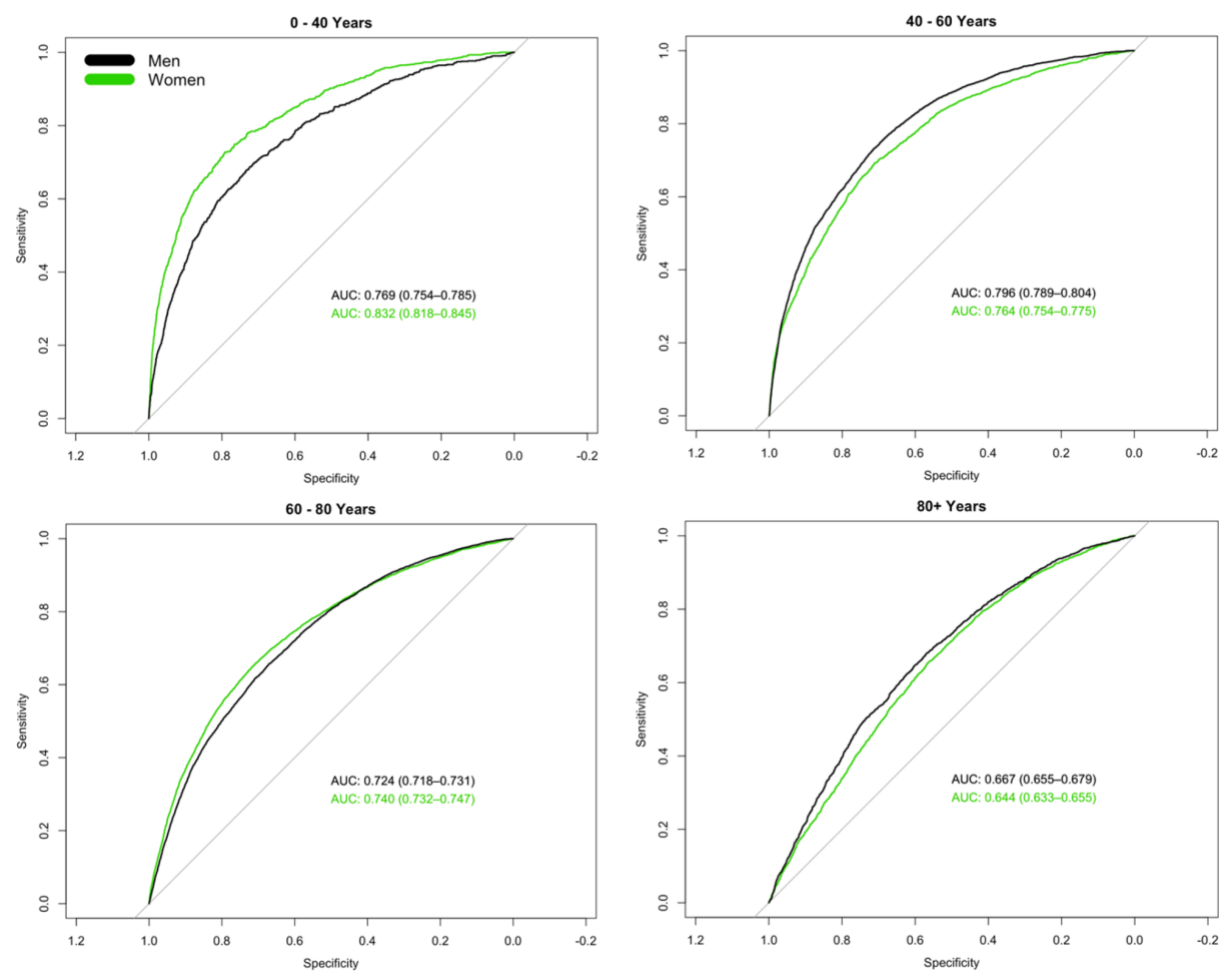 0 - 40 Years
Men
Women
Sensitivity
0.0 0.2 0.4 0.6 0.8 1.0
AUC: 0.769 (0.754–0.785)
AUC: 0.832 (0.818–0.845)
1.2 1.0 0.8 0.6 0.4 0.2 0.0 -0.2
Specificity
40 - 60 Years
Sensitivity
0.0 0.2 0.4 0.6 0.8 1.0
AUC: 0.796 (0.789–0.804)
AUC: 0.764 (0.754–0.775)
1.2 1.0 0.8 0.6 0.4 0.2 0.0 -0.2
Specificity
60 - 80 Years
Sensitivity
0.0 0.2 0.4 0.6 0.8 1.0
AUC: 0.724 (0.718–0.731)
AUC: 0.740 (0.732–0.747)
1.2 1.0 0.8 0.6 0.4 0.2 0.0 -0.2
Specificity
80+ Years
Sensitivity
0.0 0.2 0.4 0.6 0.8 1.0
AUC: 0.667 (0.655–0.679)
AUC: 0.644 (0.633–0.655)
1.2 1.0 0.8 0.6 0.4 0.2 0.0 -0.2
Specificity